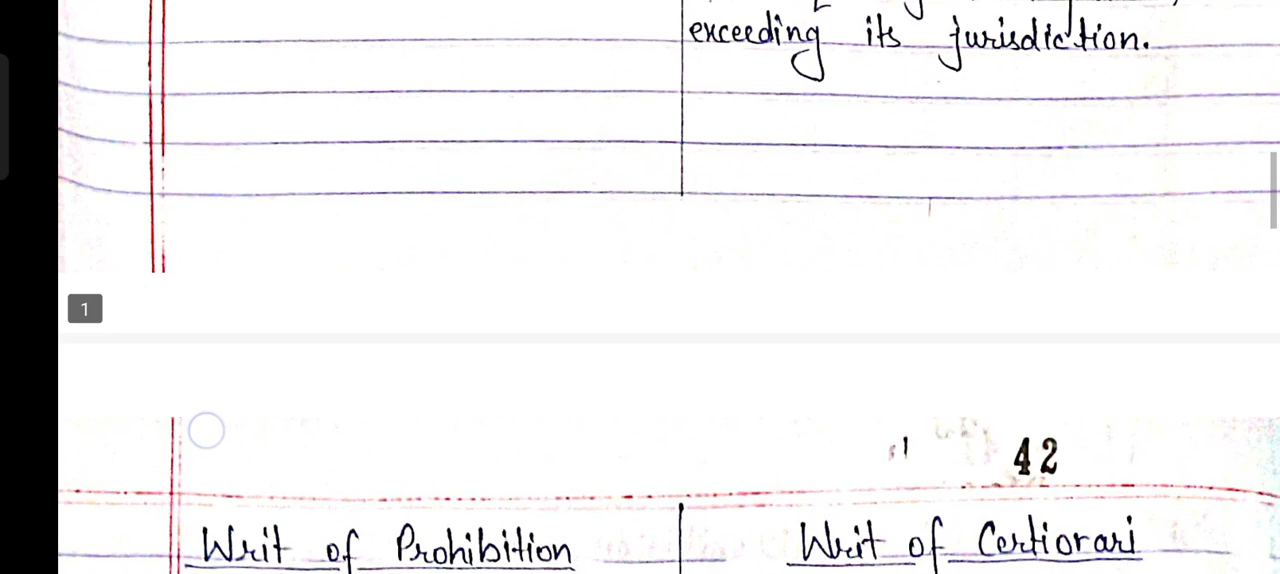 exceeding its jurisdiction.
1
42
Writ of Prohibition
Writ of Certiorari